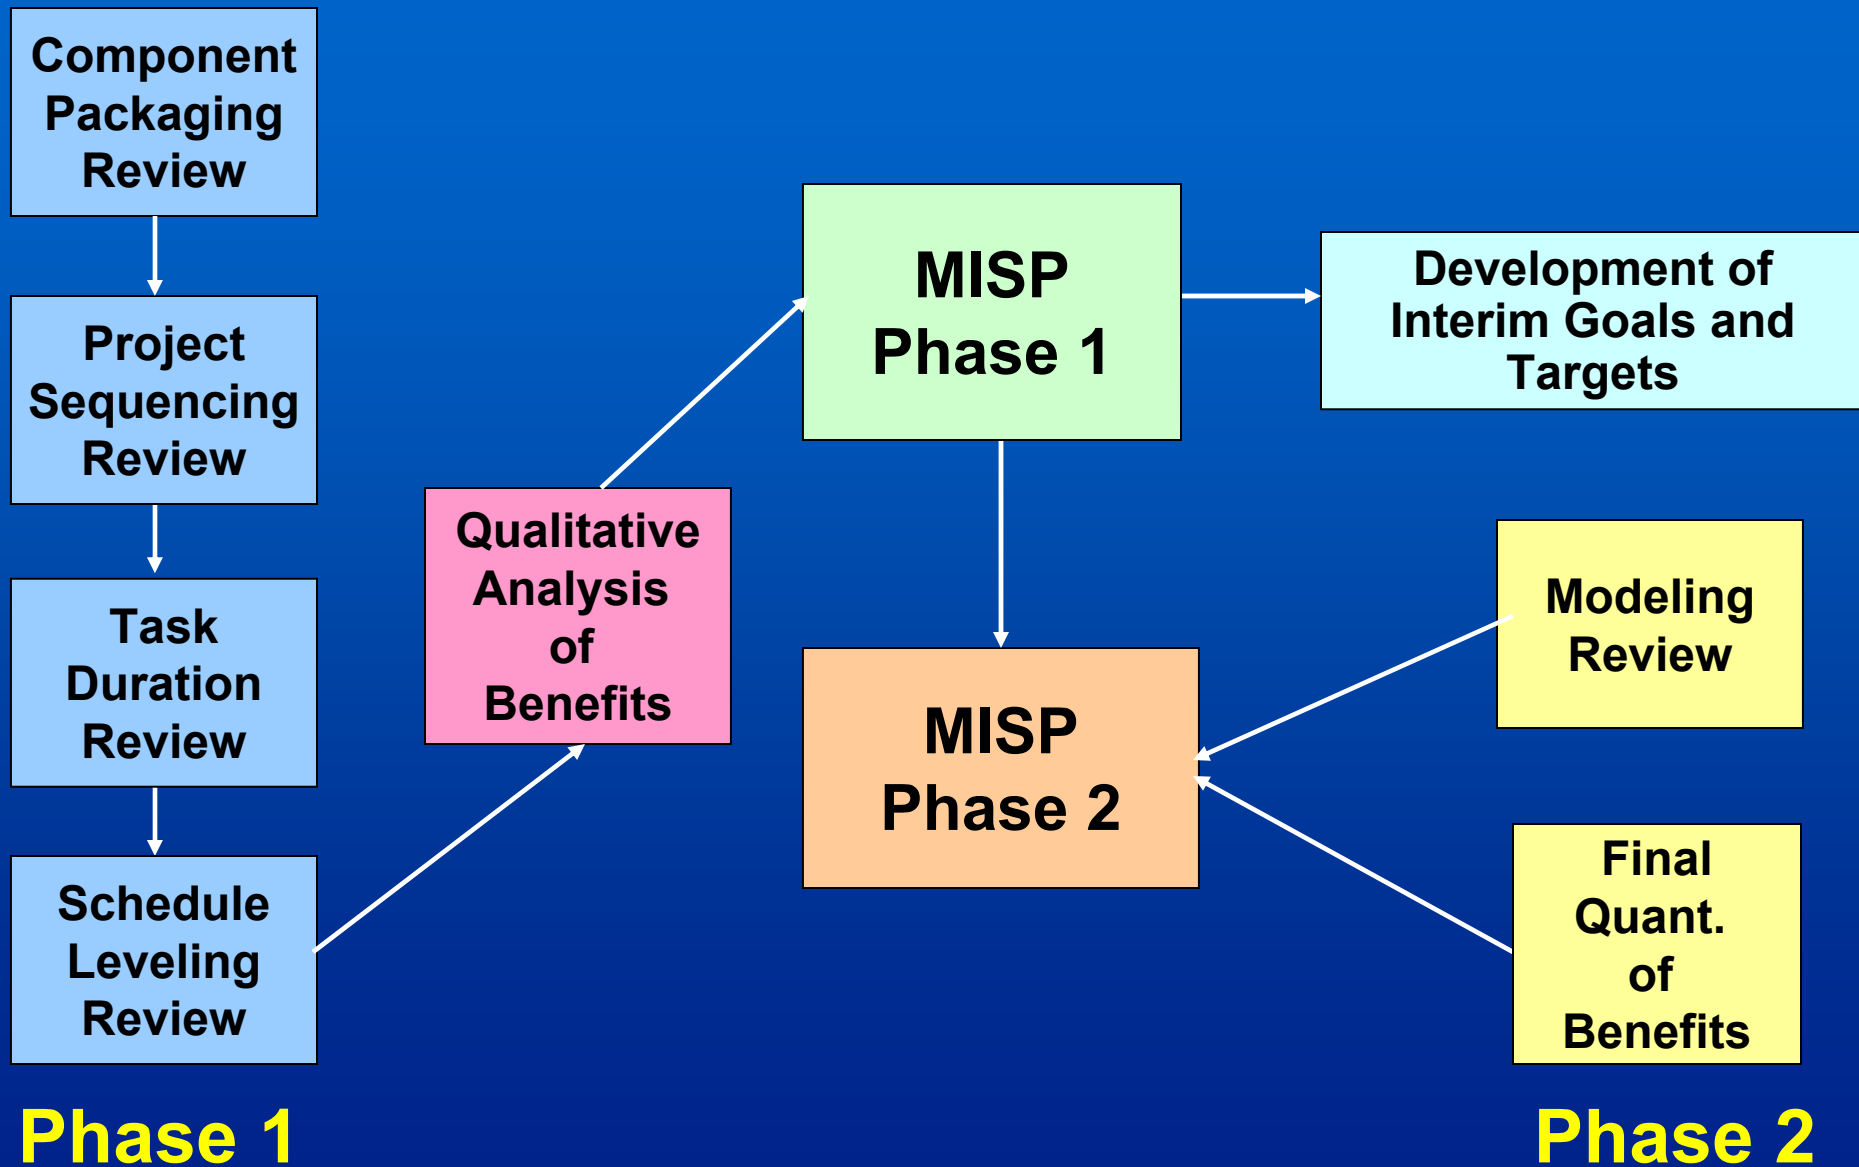 Component
Packaging
Review
Project
Sequencing
Review
Task
Duration
Review
Schedule
Leveling
Review
Qualitative
Analysis
of
Benefits
MISP
Phase 1
Development of
Interim Goals and
Targets
MISP
Phase 2
Modeling
Review
Final
Quant.
of
Benefits
Phase 1
Phase 2